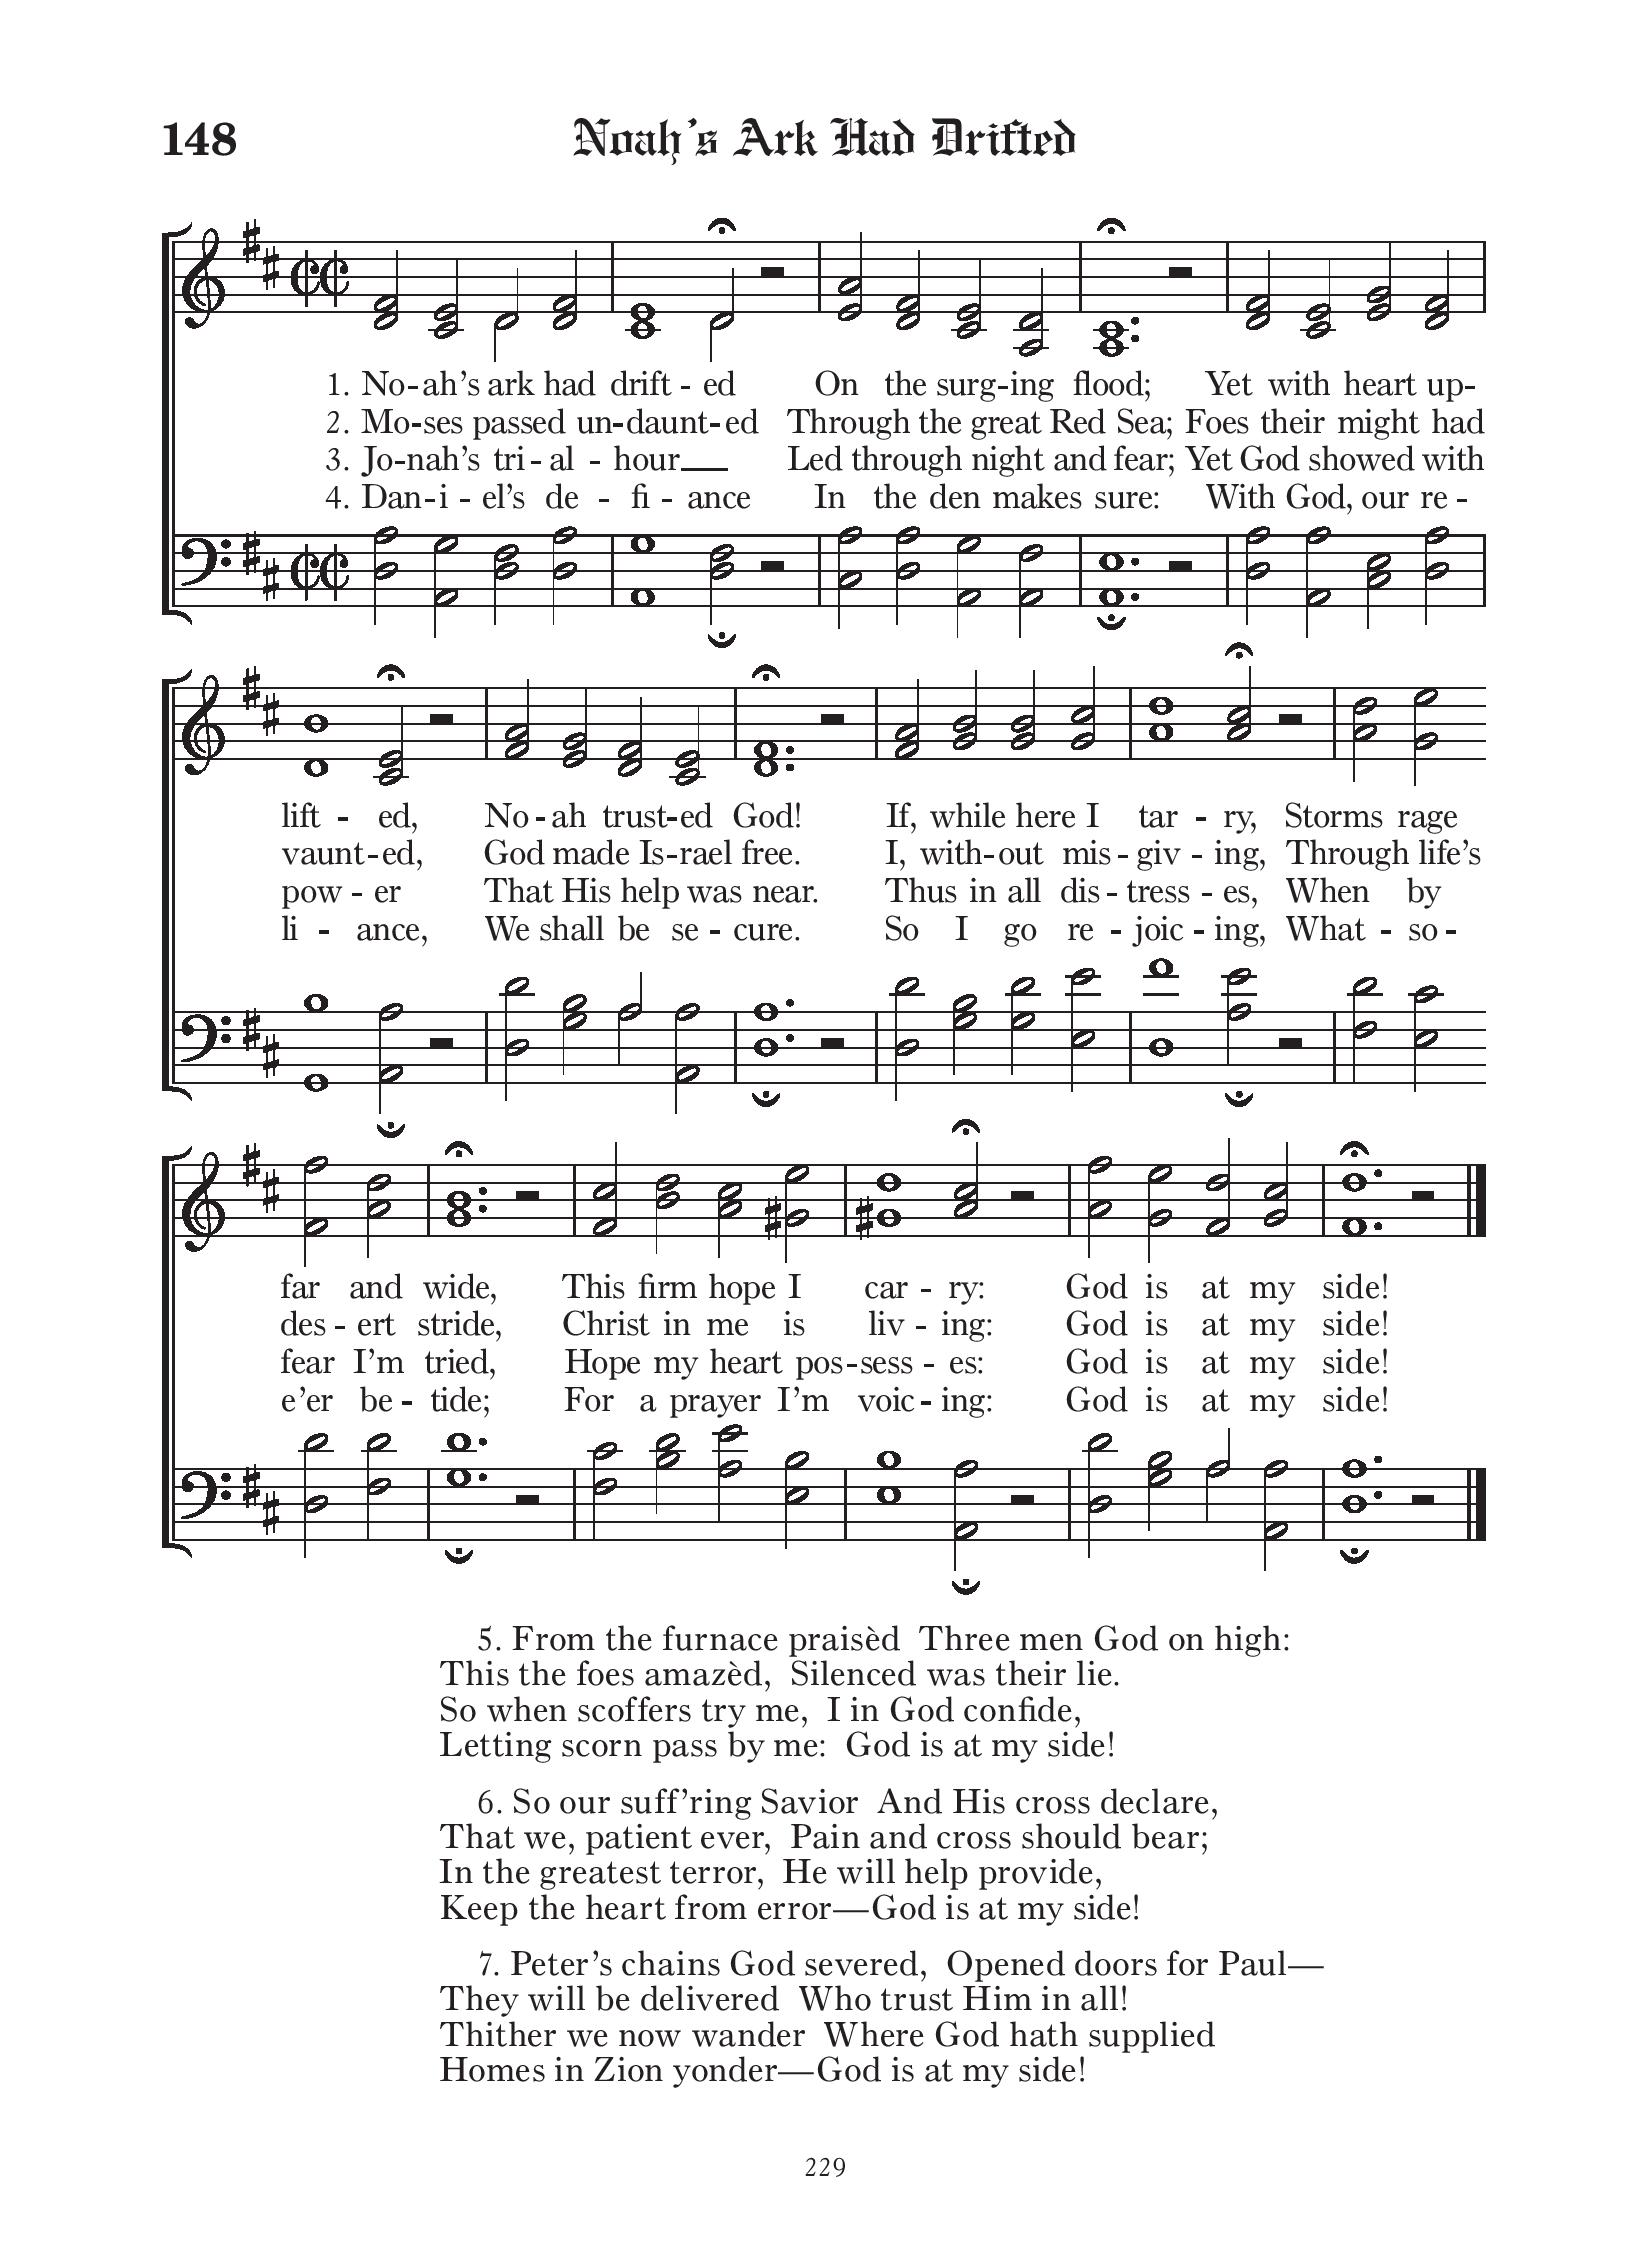 148 Noah's Ark Had Drifted
1. No-ah's ark had drift - ed On the surg-ing flood; Yet with heart up-
2. Mo-ses passed un-daunt-ed Through the great Red Sea; Foes their might had
3. Jo-nah's tri - al - hour Led through night and fear; Yet God showed with
4. Dan-i - el's de - fi - ance In the den makes sure: With God, our re -
lift - ed, No - ah trust-ed God! If, while here I tar - ry, Storms rage
vaunt-ed, God made Is-rael free. I, with-out mis - giv - ing, Through life's
pow - er That His help was near. Thus in all dis - tress - es, When by
li - ance, We shall be se - cure. So I go re - joic - ing, What - so -
far and wide, This firm hope I car - ry: God is at my side!
des - ert stride, Christ in me is liv - ing: God is at my side!
fear I'm tried, Hope my heart pos-sess - es: God is at my side!
e'er be - tide; For a prayer I'm voic - ing: God is at my side!
5. From the furnace praisèd Three men God on high:
This the foes amazèd, Silenced was their lie.
So when scoffers try me, I in God confide,
Letting scorn pass by me: God is at my side!
6. So our suff'ring Savior And His cross declare,
That we, patient ever, Pain and cross should bear;
In the greatest terror, He will help provide,
Keep the heart from error—God is at my side!
7. Peter's chains God severed, Opened doors for Paul—
They will be delivered Who trust Him in all!
Thither we now wander Where God hath supplied
Homes in Zion yonder—God is at my side!
229